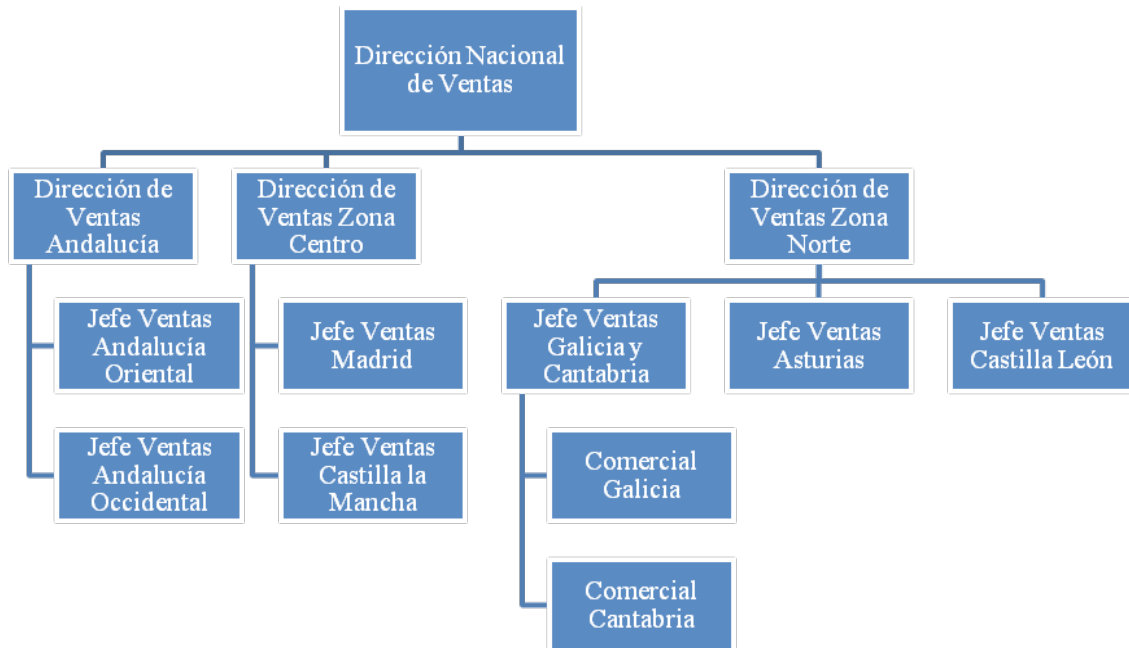 Dirección Nacional
de Ventas
Dirección de
Ventas
Andalucía
Dirección de
Ventas Zona
Centro
Dirección de
Ventas Zona
Norte
Jefe Ventas
Andalucía
Oriental
Jefe Ventas
Madrid
Jefe Ventas
Galicia y
Cantabria
Jefe Ventas
Asturias
Jefe Ventas
Castilla León
Jefe Ventas
Andalucía
Occidental
Jefe Ventas
Castilla la
Mancha
Comercial
Galicia
Comercial
Cantabria